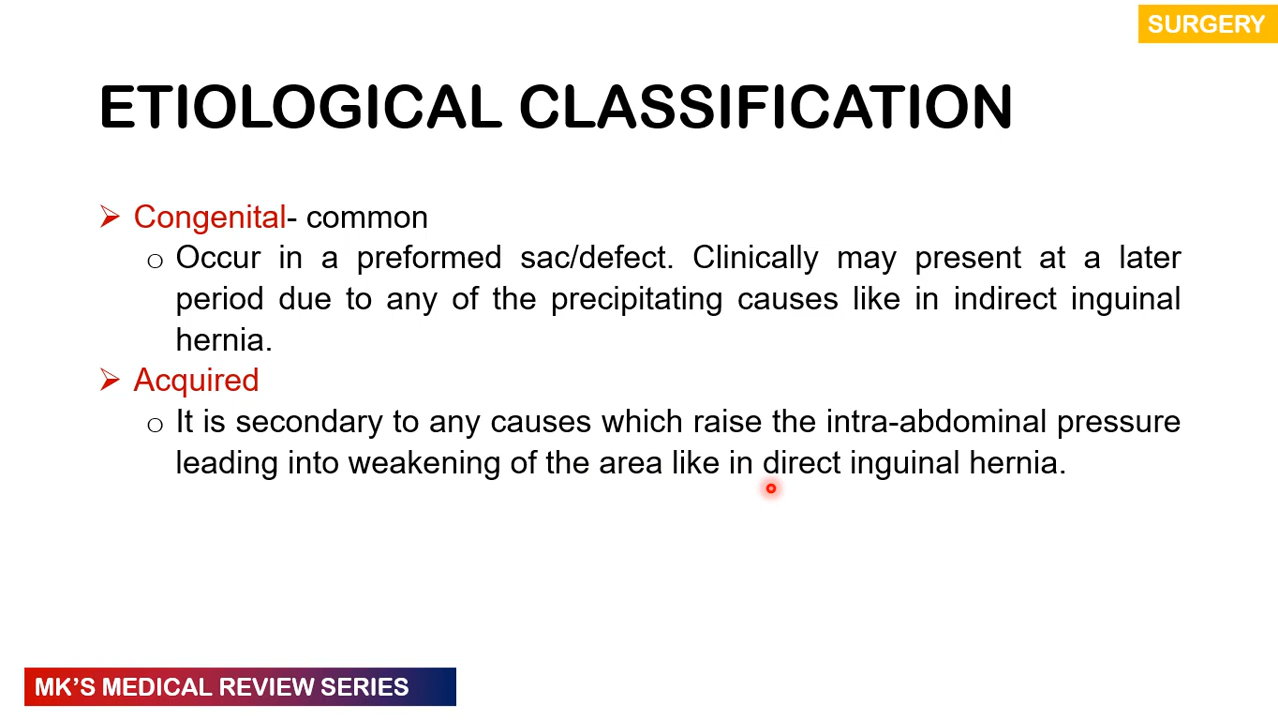 SURGERY
ETIOLOGICAL CLASSIFICATION
➢ Congenital- common
o Occur in a preformed sac/defect. Clinically may present at a later
period due to any of the precipitating causes like in indirect inguinal
hernia.
➢ Acquired
o It is secondary to any causes which raise the intra-abdominal pressure
leading into weakening of the area like in direct inguinal hernia.
MK’S MEDICAL REVIEW SERIES